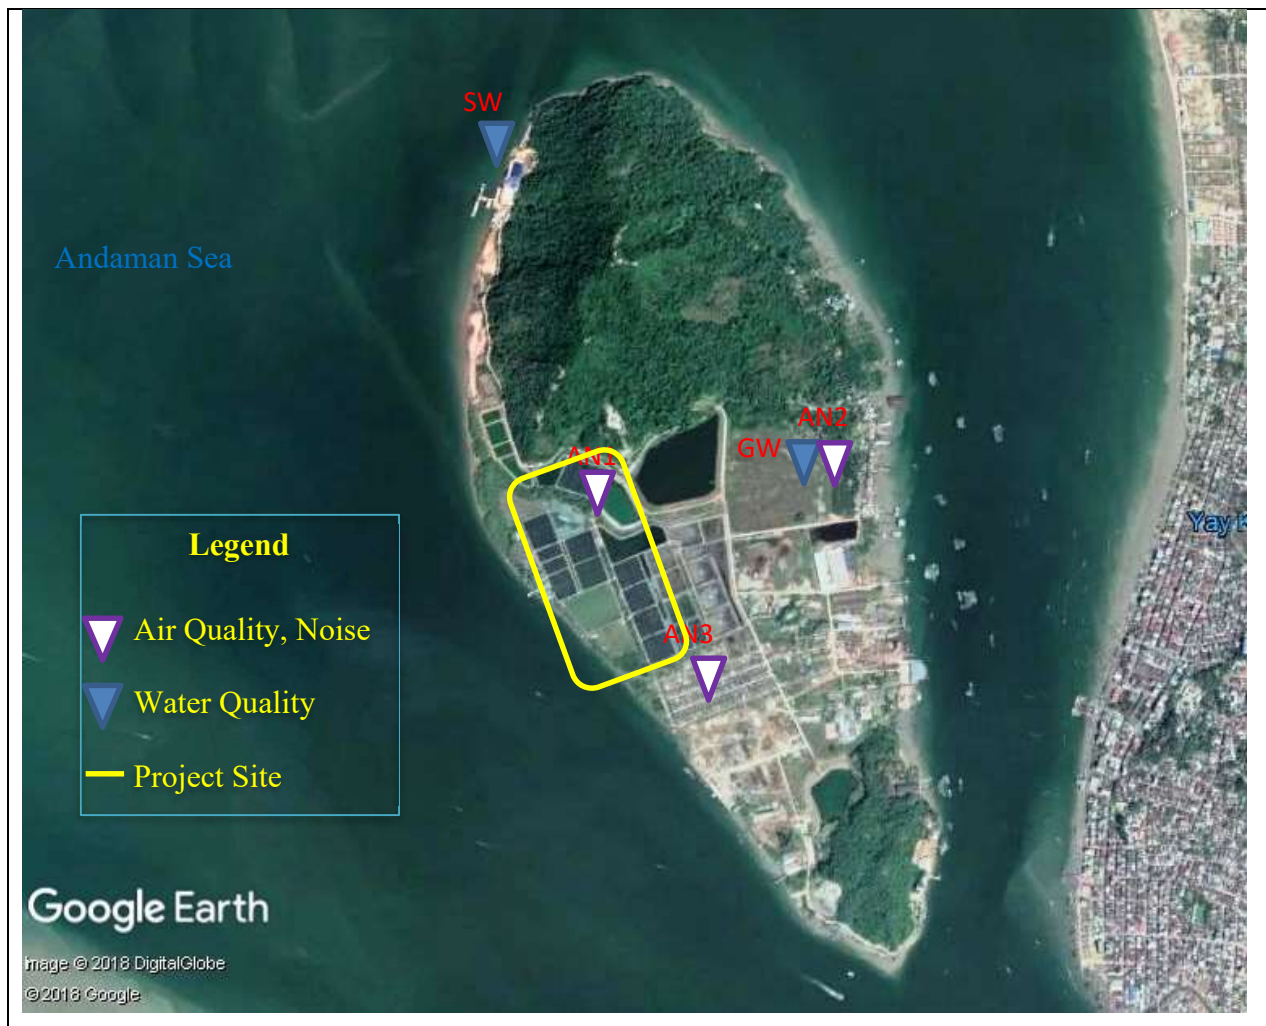 SW
Andaman Sea
AN2
GW
AN1
Yay K
Legend
Air Quality, Noise
AN3
Water Quality
Project Site
Google Earth
Image © 2018 DigitalGlobe
© 2018 Google